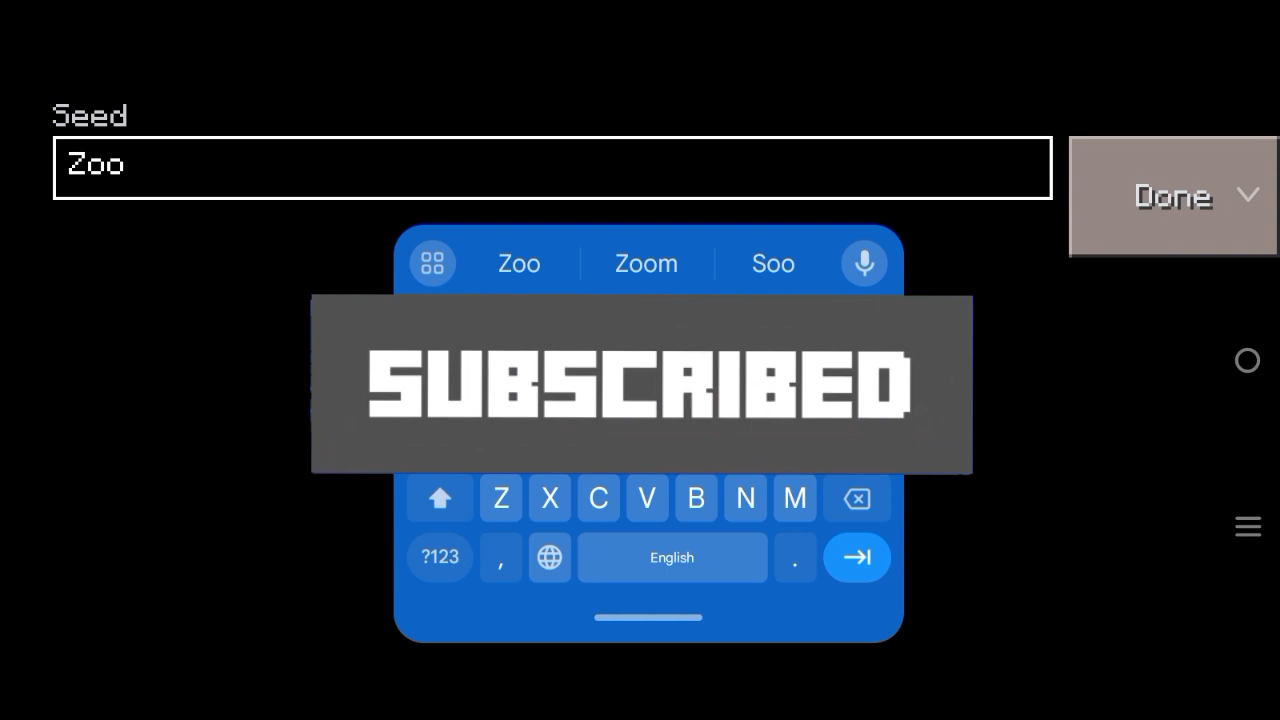 Seed
Zoo
Done
Zoo Zoom Soo
SUBSCRIBED
Z X C V B N M
?123 , English .